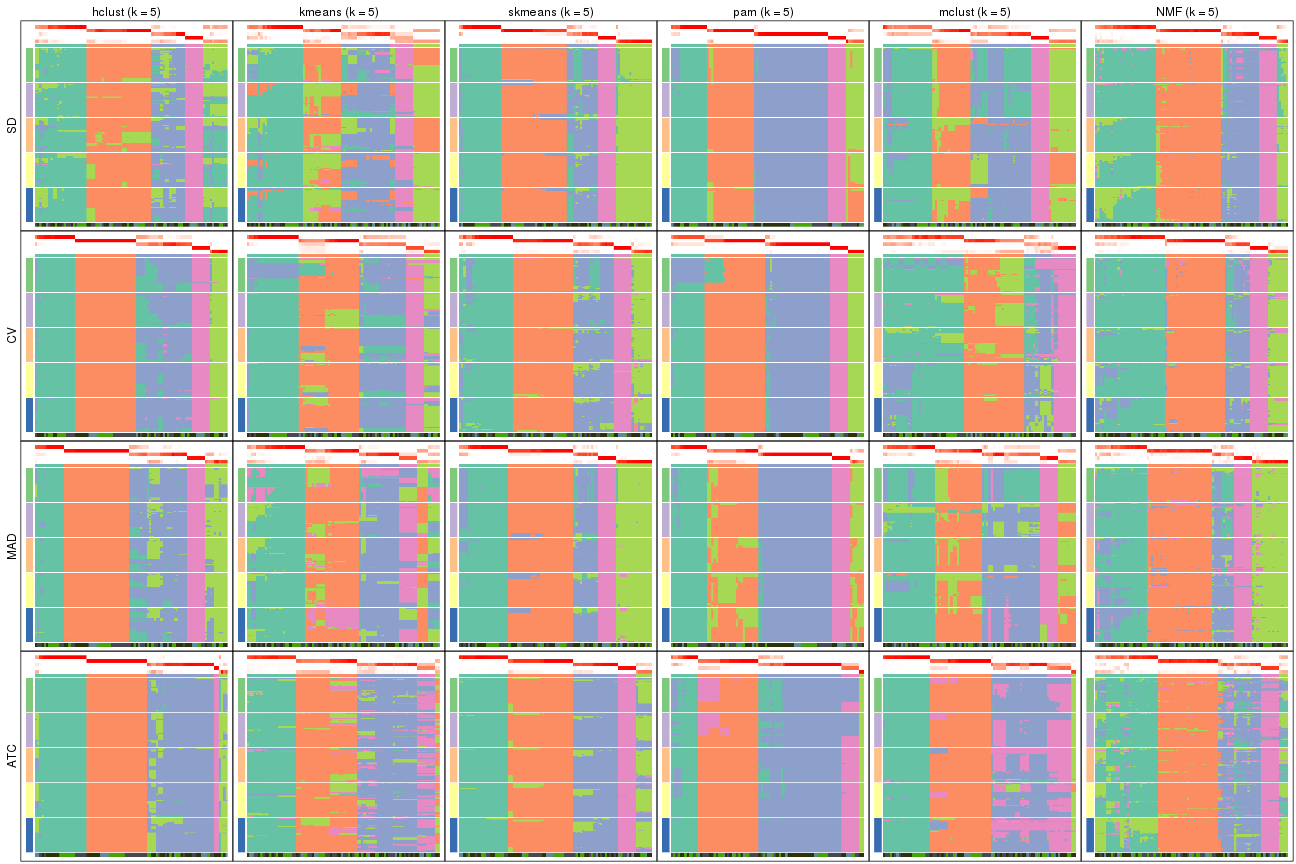 hclust (k = 5)
kmeans (k = 5)
skmeans (k = 5)
pam (k = 5)
mclust (k = 5)
NMF (k = 5)
SD
CV
MAD
ATC